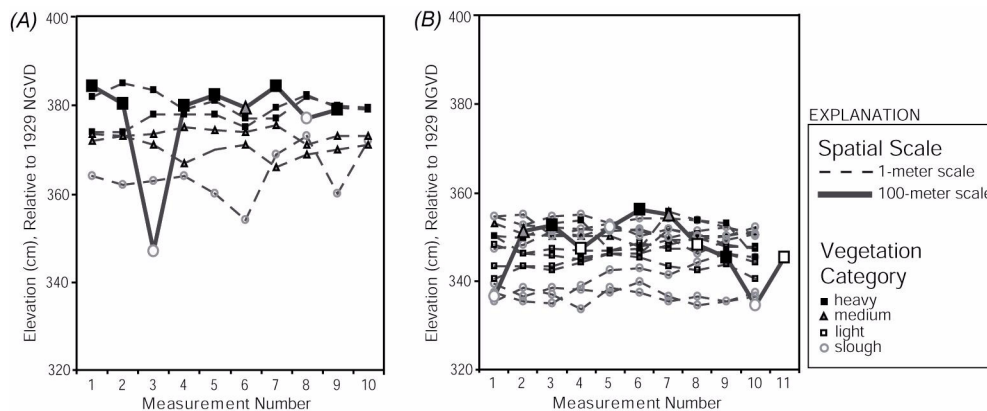 (A)
400
380
360
340
320
Elevation (cm), Relative to 1929 NGVD
1 2 3 4 5 6 7 8 9 10
Measurement Number
(B)
400
380
360
340
320
Elevation (cm), Relative to 1929 NGVD
1 2 3 4 5 6 7 8 9 10 11
Measurement Number
EXPLANATION
Spatial Scale
1-meter scale
100-meter scale
Vegetation
Category
heavy
medium
light
slough